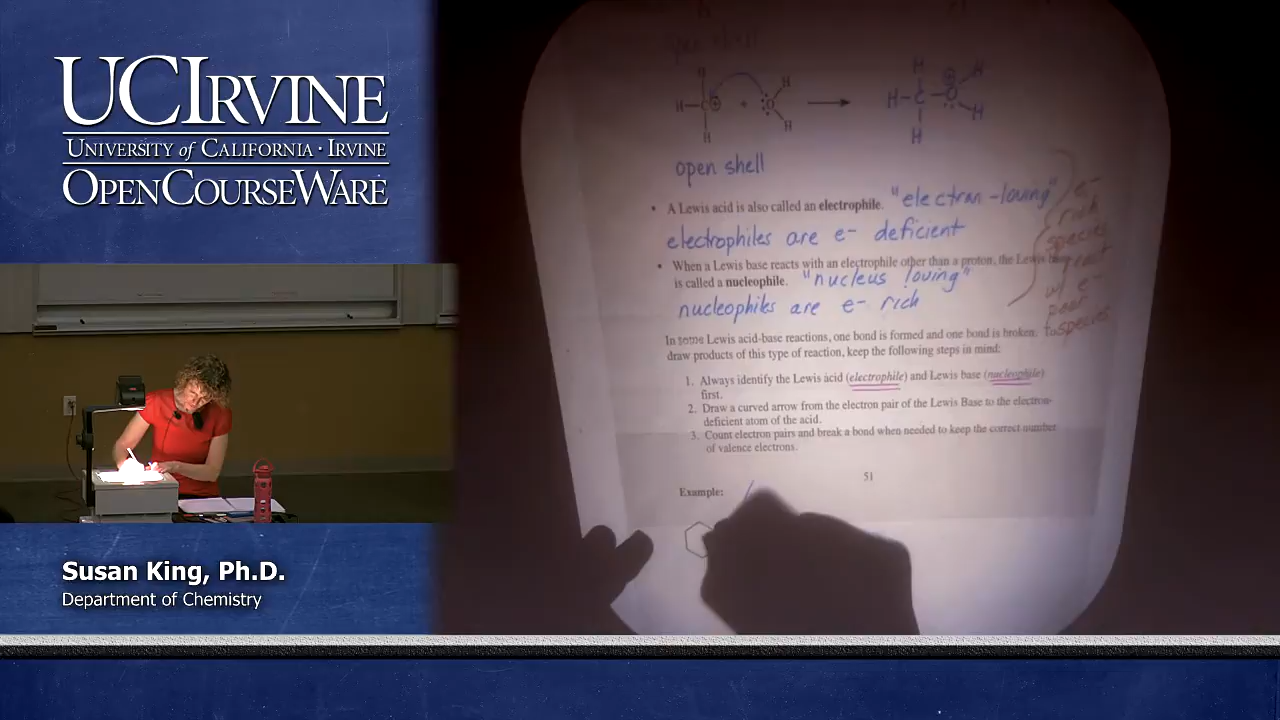 UCIRVINE
UNIVERSITY of CALIFORNIA · IRVINE
OPENCOURSEWARE
Susan King, Ph.D.
Department of Chemistry
H
H—C⊕ + :O H
H
H
H
H–C–O H
H
H
open shell
• A Lewis acid is also called an electrophile. "electron-loving"
electrophiles are e- deficient
• When a Lewis base reacts with an electrophile other than a proton, the Lewis
is called a nucleophile. "nucleus loving"
nucleophiles are e- rich
e-
rich
species
react
w/ e-
poor
species
In some Lewis acid-base reactions, one bond is formed and one bond is broken. To
draw products of this type of reaction, keep the following steps in mind:
1. Always identify the Lewis acid (electrophile) and Lewis base (nucleophile)
first.
2. Draw a curved arrow from the electron pair of the Lewis Base to the electron-
deficient atom of the acid.
3. Count electron pairs and break a bond when needed to keep the correct number
of valence electrons.
51
Example: